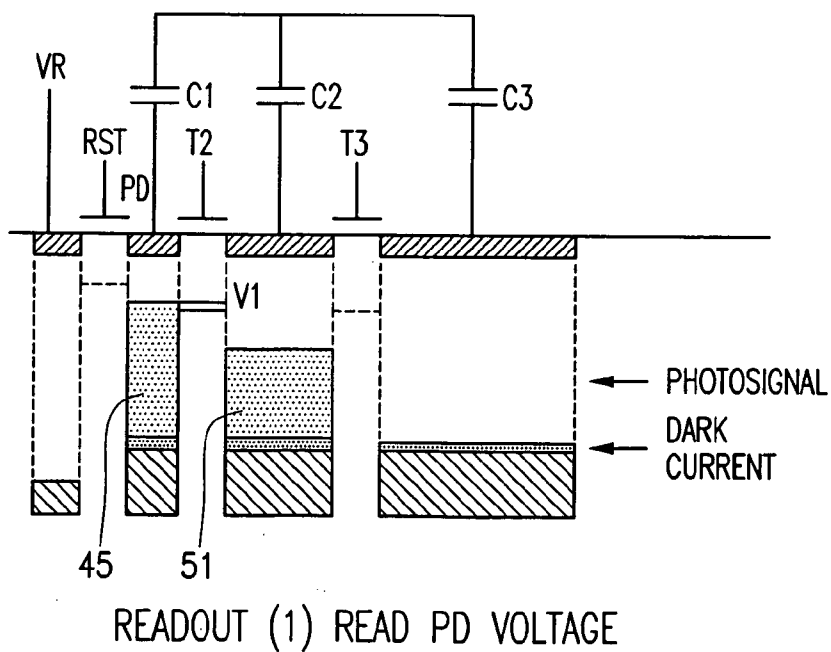 VR
C1
C2
C3
RST
T2
T3
PD
V1
PHOTOSIGNAL
DARK
CURRENT
45
51
READOUT (1) READ PD VOLTAGE